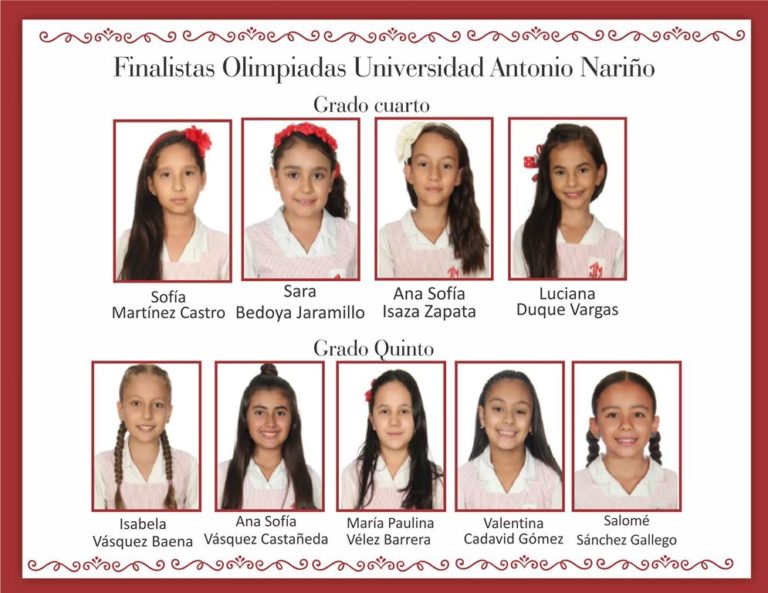 Finalistas Olimpiadas Universidad Antonio Nariño
Grado cuarto
Sofía
Martínez Castro
Sara
Bedoya Jaramillo
Ana Sofía
Isaza Zapata
Luciana
Duque Vargas
Grado Quinto
Isabela
Vásquez Baena
Ana Sofía
Vásquez Castañeda
María Paulina
Vélez Barrera
Valentina
Cadavid Gómez
Salomé
Sánchez Gallego